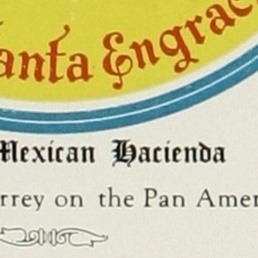 anta Engrac
Mexican Hacienda
rrey on the Pan Amer